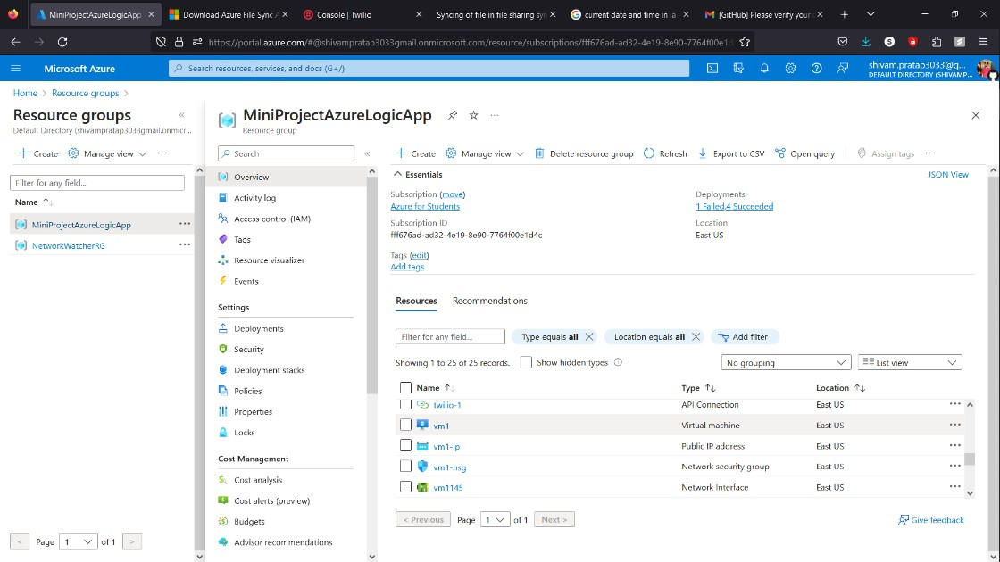 MiniProjectAzureLogicApp
Download Azure File Sync A
Console | Twilio
Syncing of file in file sharing syn
current date and time in la
[GitHub] Please verify your d
https://portal.azure.com/#@shivampratap3033gmail.onmicrosoft.com/resource/subscriptions/fff676ad-ad32-4e19-8e90-7764f00e1d
Microsoft Azure
Search resources, services, and docs (G+/)
shivam.pratap3033@g...
DEFAULT DIRECTORY (SHIVAMP...
Home > Resource groups >
Resource groups
Default Directory (shivampratap3033gmail.onmicr...
Create Manage view ...
Filter for any field...
Name
MiniProjectAzureLogicApp ...
NetworkWatcherRG ...
< Page 1 of 1 >
MiniProjectAzureLogicApp ...
Resource group
Search
Overview
Activity log
Access control (IAM)
Tags
Resource visualizer
Events
Settings
Deployments
Security
Deployment stacks
Policies
Properties
Locks
Cost Management
Cost analysis
Cost alerts (preview)
Budgets
Advisor recommendations
Create Manage view Delete resource group Refresh Export to CSV Open query Assign tags ...
Essentials JSON View
Subscription (move)
Azure for Students
Subscription ID
fff676ad-ad32-4e19-8e90-7764f00e1d4c
Tags (edit)
Add tags
Deployments
1 Failed,4 Succeeded
Location
East US
Resources Recommendations
Filter for any field... Type equals all Location equals all Add filter
Showing 1 to 25 of 25 records. Show hidden types No grouping List view
Name Type Location
twilio-1 API Connection East US ...
vm1 Virtual machine East US ...
vm1-ip Public IP address East US ...
vm1-nsg Network security group East US ...
vm1145 Network Interface East US ...
< Previous Page 1 of 1 Next > Give feedback